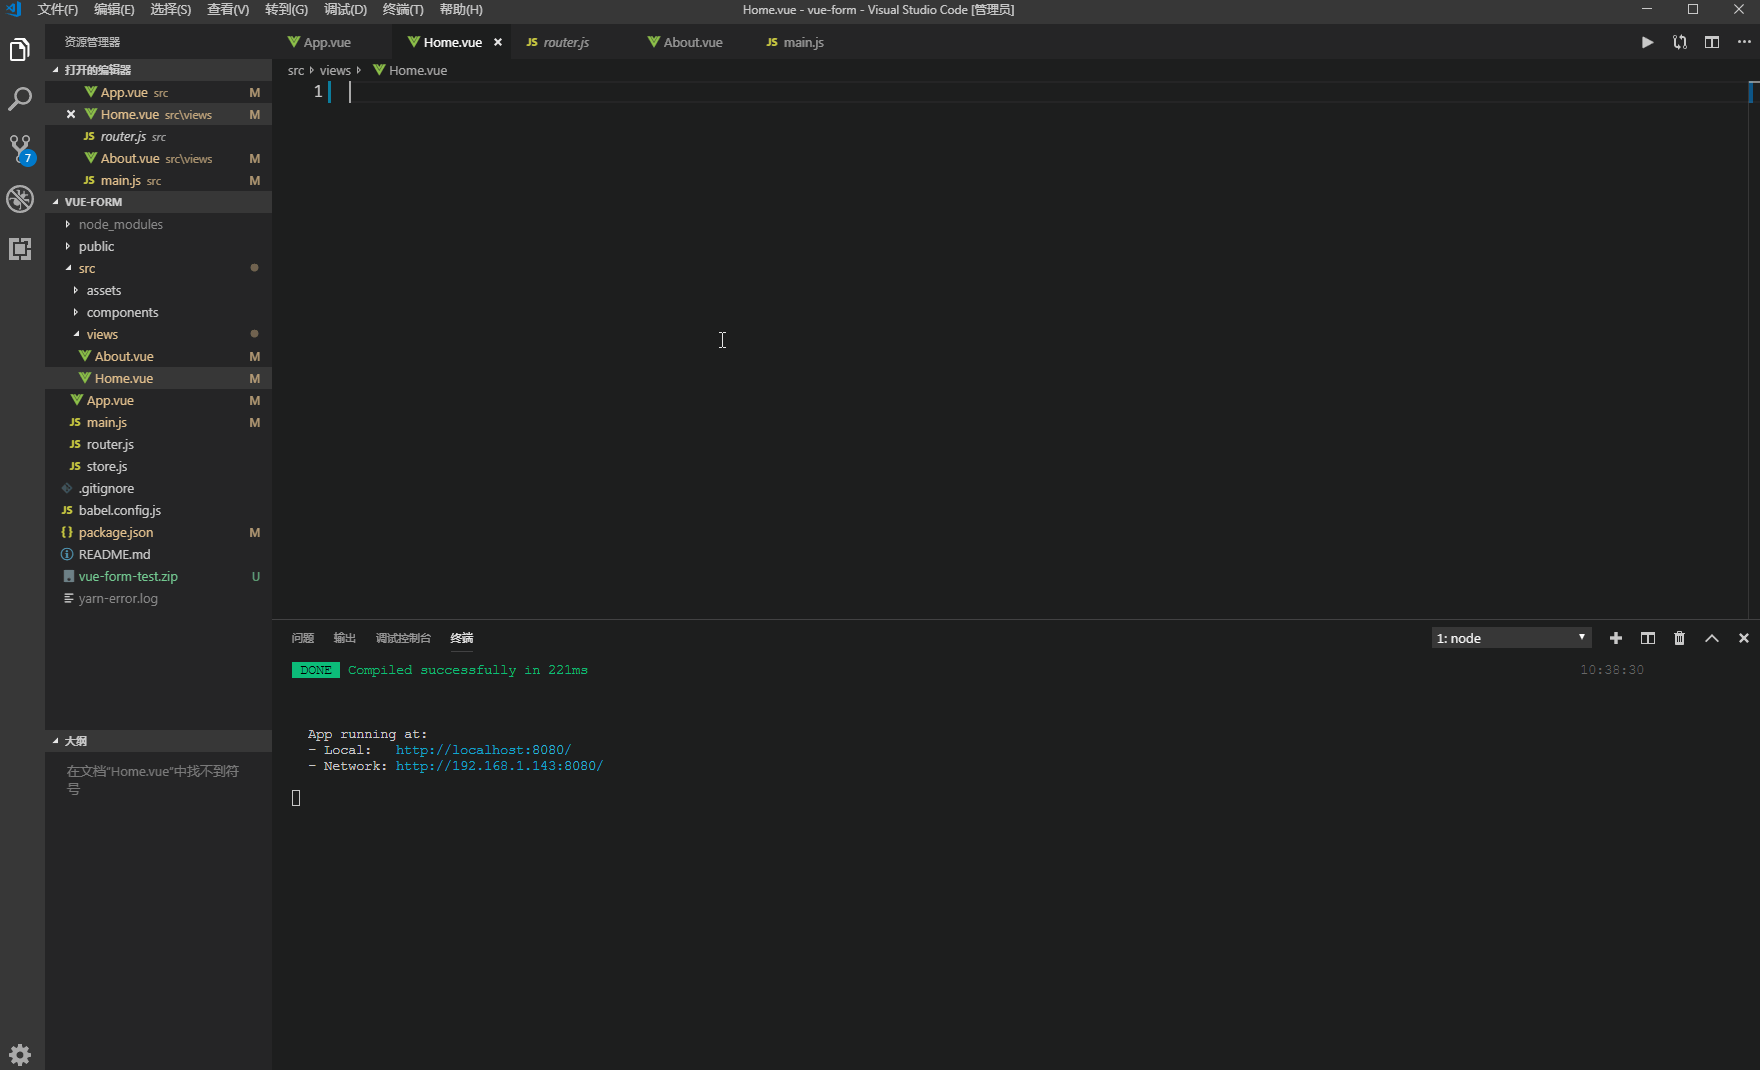 文件(F) 编辑(E) 选择(S) 查看(V) 转到(G) 调试(D) 终端(T) 帮助(H) Home.vue - vue-form - Visual Studio Code [管理员]
资源管理器
App.vue Home.vue JS router.js About.vue JS main.js
打开的编辑器
src views Home.vue
App.vue src M
1
Home.vue src\views M
JS router.js src
About.vue src\views M
7
JS main.js src M
VUE-FORM
node_modules
public
src
assets
components
views
About.vue M
Home.vue M
App.vue M
JS main.js M
JS router.js
JS store.js
.gitignore
JS babel.config.js
{} package.json M
README.md
vue-form-test.zip U
yarn-error.log
问题 输出 调试控制台 终端 1: node
DONE Compiled successfully in 221ms 10:38:30
App running at:
- Local: http://localhost:8080/
- Network: http://192.168.1.143:8080/
大纲
在文档"Home.vue"中找不到符
号